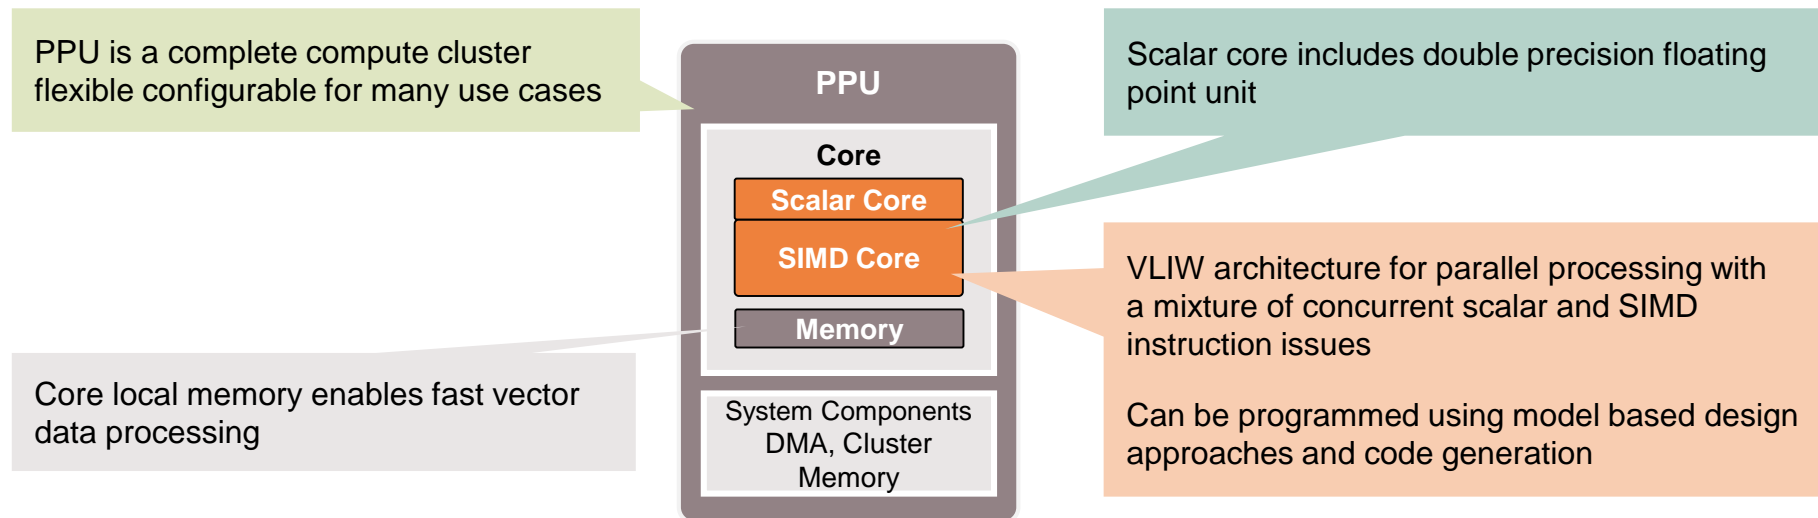 PPU is a complete compute cluster
flexible configurable for many use cases
PPU
Core
Scalar Core
SIMD Core
Memory
System Components
DMA, Cluster
Memory
Scalar core includes double precision floating
point unit
VLIW architecture for parallel processing with
a mixture of concurrent scalar and SIMD
instruction issues
Can be programmed using model based design
approaches and code generation
Core local memory enables fast vector
data processing